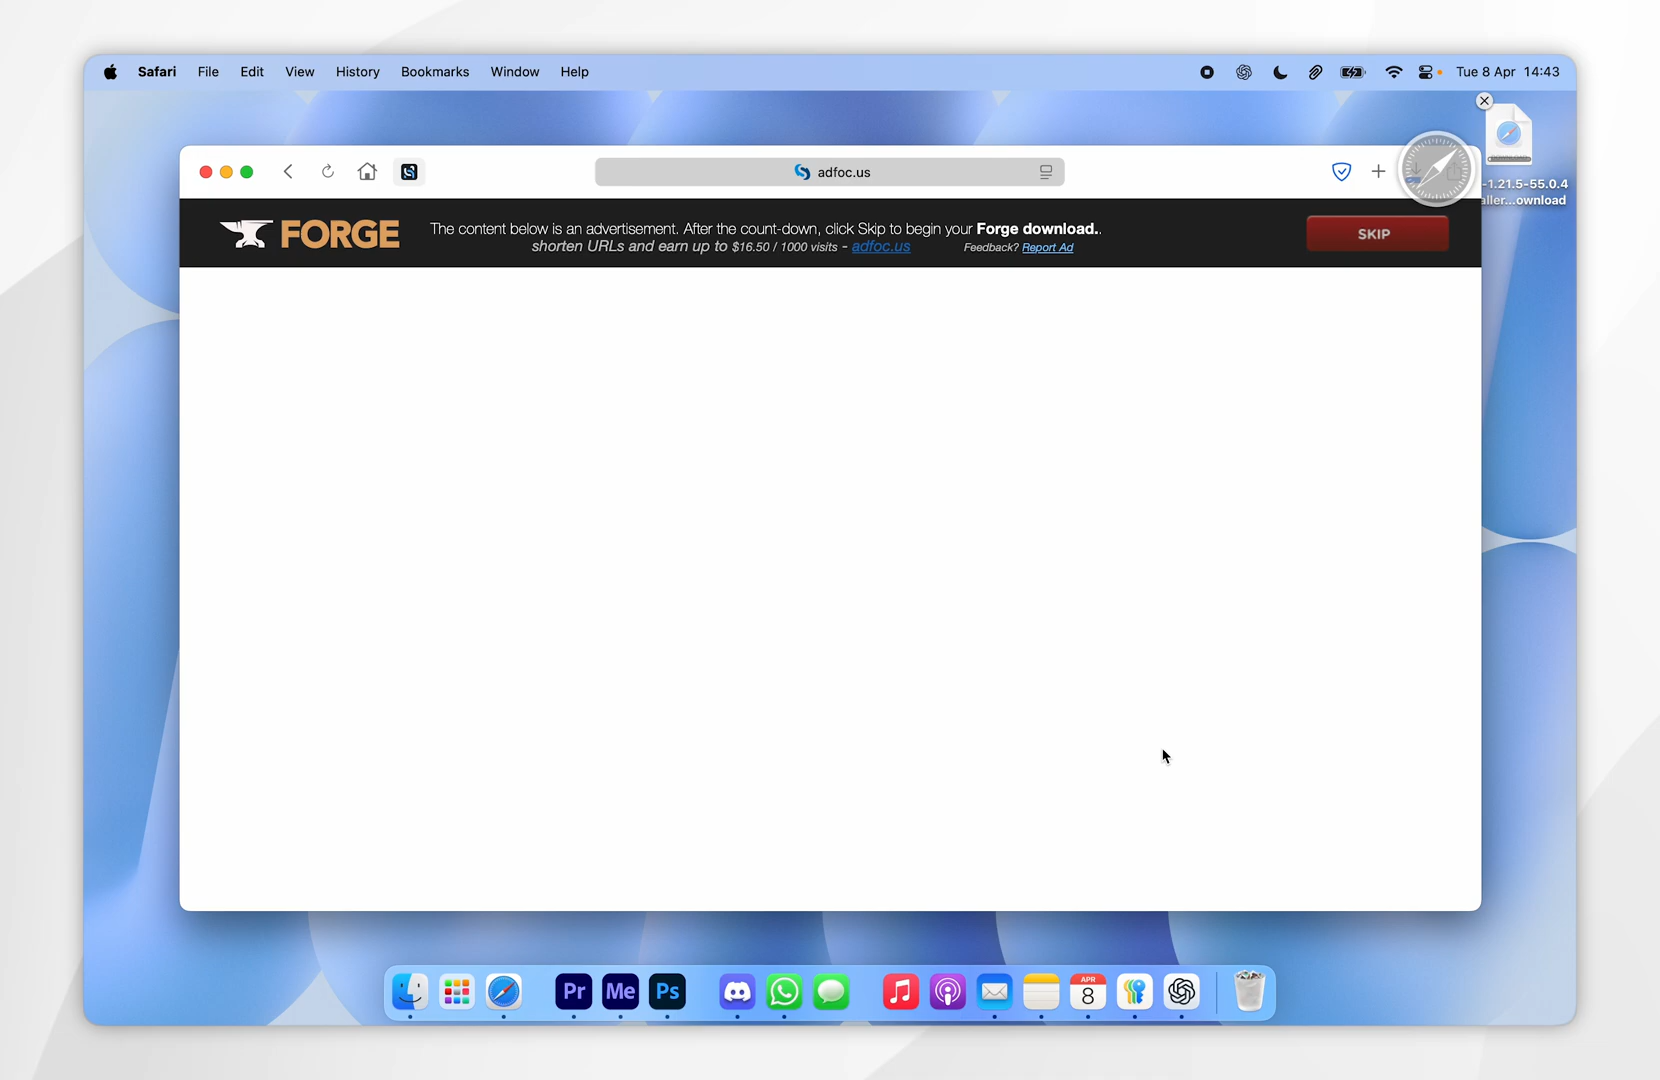 Safari File Edit View History Bookmarks Window Help Tue 8 Apr 14:43
adfoc.us
-1.21.5-55.0.4
aller...ownload
FORGE
The content below is an advertisement. After the count-down, click Skip to begin your Forge download..
shorten URLs and earn up to $16.50 / 1000 visits - adfoc.us Feedback? Report Ad
SKIP
Pr Me Ps
APR
8